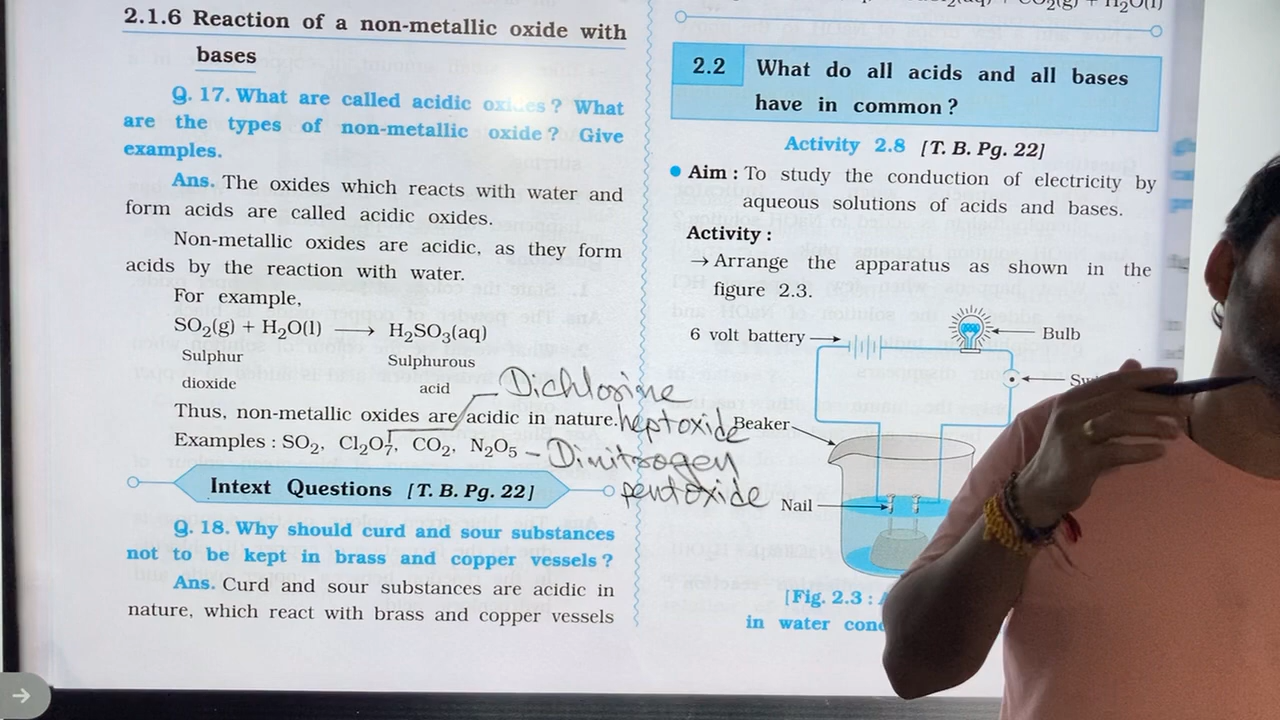 2.1.6 Reaction of a non-metallic oxide with
bases
Q. 17. What are called acidic oxides ? What
are the types of non-metallic oxide ? Give
examples.
Ans. The oxides which reacts with water and
form acids are called acidic oxides.
Non-metallic oxides are acidic, as they form
acids by the reaction with water.
For example,
SO₂(g) + H₂O(l) ⟶ H₂SO₃(aq)
Sulphur Sulphurus
dioxide acid
Thus, non-metallic oxides are acidic in nature.
Examples : SO₂, Cl₂O₇, CO₂, N₂O₅
Dichlorine
heptoxide
- Dinitrogen
pentoxide
Intext Questions [T. B. Pg. 22]
Q. 18. Why should curd and sour substances
not to be kept in brass and copper vessels ?
Ans. Curd and sour substances are acidic in
nature, which react with brass and copper vessels
(aq) + CO₂(g) + H₂O(l)
2.2 What do all acids and all bases
have in common ?
Activity 2.8 [T. B. Pg. 22]
• Aim : To study the conduction of electricity by
aqueous solutions of acids and bases.
Activity :
→ Arrange the apparatus as shown in the
figure 2.3.
6 volt battery
Bulb
Beaker
Nail
[Fig. 2.3 :
in water